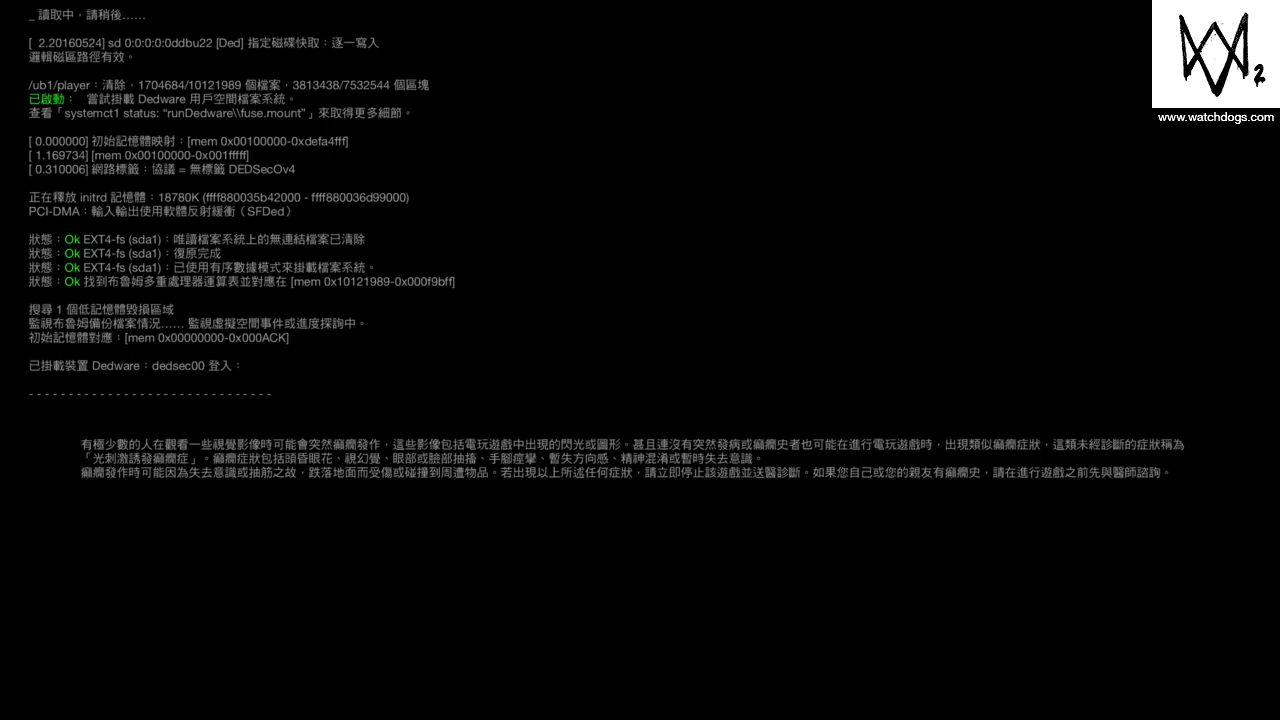 _ 讀取中，請稍後……
[  2.20160524] sd 0:0:0:0:0ddbu22 [Ded] 指定磁碟快取：逐一寫入
邏輯磁區路徑有效。
/ub1/player：清除，1704684/10121989 個檔案，3813438/7532544 個區塊
已啟動：  嘗試掛載 Dedware 用戶空間檔案系統。
查看「systemct1 status: “runDedware\\fuse.mount”」來取得更多細節。
[ 0.000000] 初始記憶體映射：[mem 0x00100000-0xdefa4fff]
[ 1.169734] [mem 0x00100000-0x001fffff]
[ 0.310006] 網路標籤：協議 = 無標籤 DEDSecOv4
正在釋放 initrd 記憶體：18780K (ffff880035b42000 - ffff880036d99000)
PCI-DMA：輸入輸出使用軟體反射緩衝（SFDed）
狀態：Ok EXT4-fs (sda1)：唯讀檔案系統上的無連結檔案已清除
狀態：Ok EXT4-fs (sda1)：復原完成
狀態：Ok EXT4-fs (sda1)：已使用有序數據模式來掛載檔案系統。
狀態：Ok 找到布魯姆多重處理器運算表並對應在 [mem 0x10121989-0x000f9bff]
搜尋 1 個低記憶體毀損區域
監視布魯姆備份檔案情況…… 監視虛擬空間事件或進度探詢中。
初始記憶體對應：[mem 0x00000000-0x000ACK]
已掛載裝置 Dedware：dedsec00 登入：
- - - - - - - - - - - - - - - - - - - - - - - - - - - - - - -
有極少數的人在觀看一些視覺影像時可能會突然癲癇發作，這些影像包括電玩遊戲中出現的閃光或圖形。甚且連沒有突然發病或癲癇史者也可能在進行電玩遊戲時，出現類似癲癇症狀，這類未經診斷的症狀稱為
「光刺激誘發癲癇症」。癲癇症狀包括頭昏眼花、視幻覺、眼部或臉部抽搐、手腳痙攣、暫失方向感、精神混淆或暫時失去意識。
癲癇發作時可能因為失去意識或抽筋之故，跌落地面而受傷或碰撞到周遭物品。若出現以上所述任何症狀，請立即停止該遊戲並送醫診斷。如果您自己或您的親友有癲癇史，請在進行遊戲之前先與醫師諮詢。
2
www.watchdogs.com